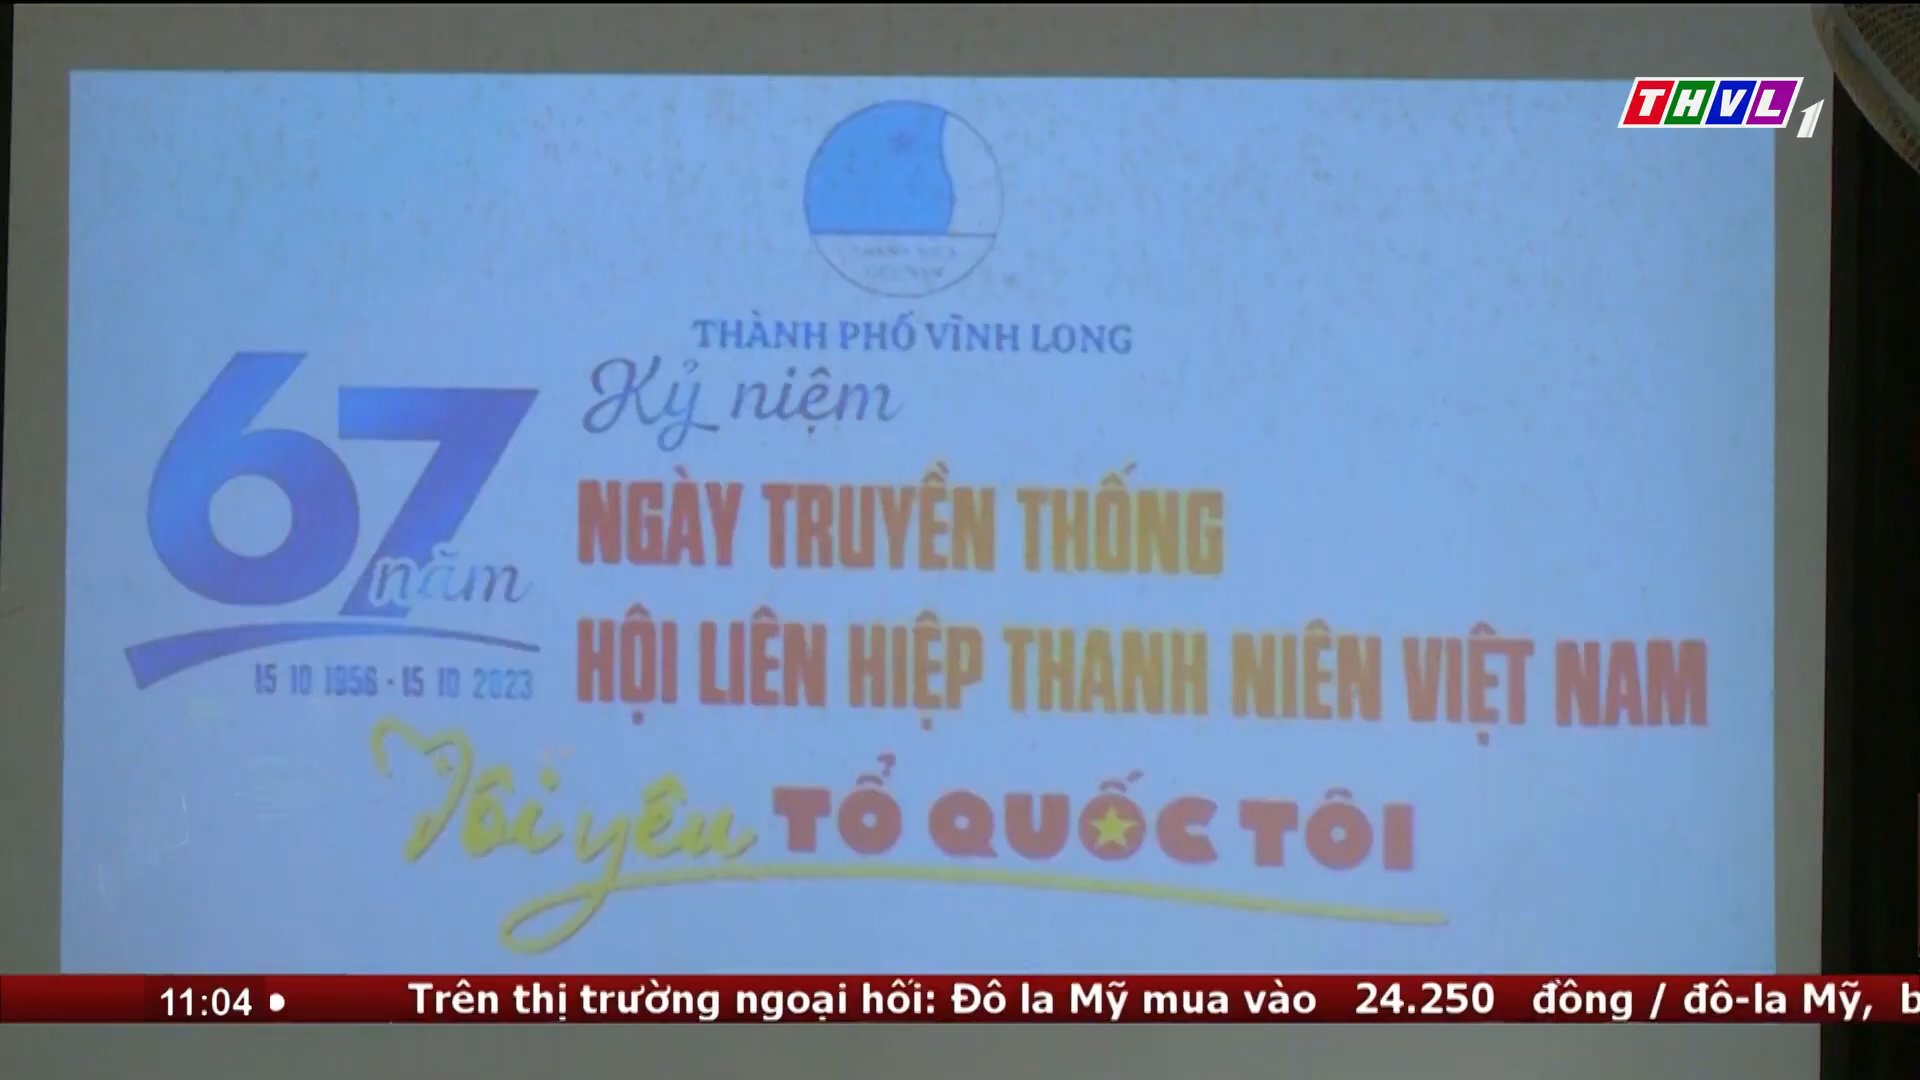 THVL 1
THÀNH PHỐ VĨNH LONG
Kỷ niệm
67 năm
15 10 1956 - 15 10 2023
NGÀY TRUYỀN THỐNG
HỘI LIÊN HIỆP THANH NIÊN VIỆT NAM
Tôi yêu TỔ QUỐC TÔI
11:04 Trên thị trường ngoại hối: Đô la Mỹ mua vào 24.250 đồng / đô-la Mỹ, b